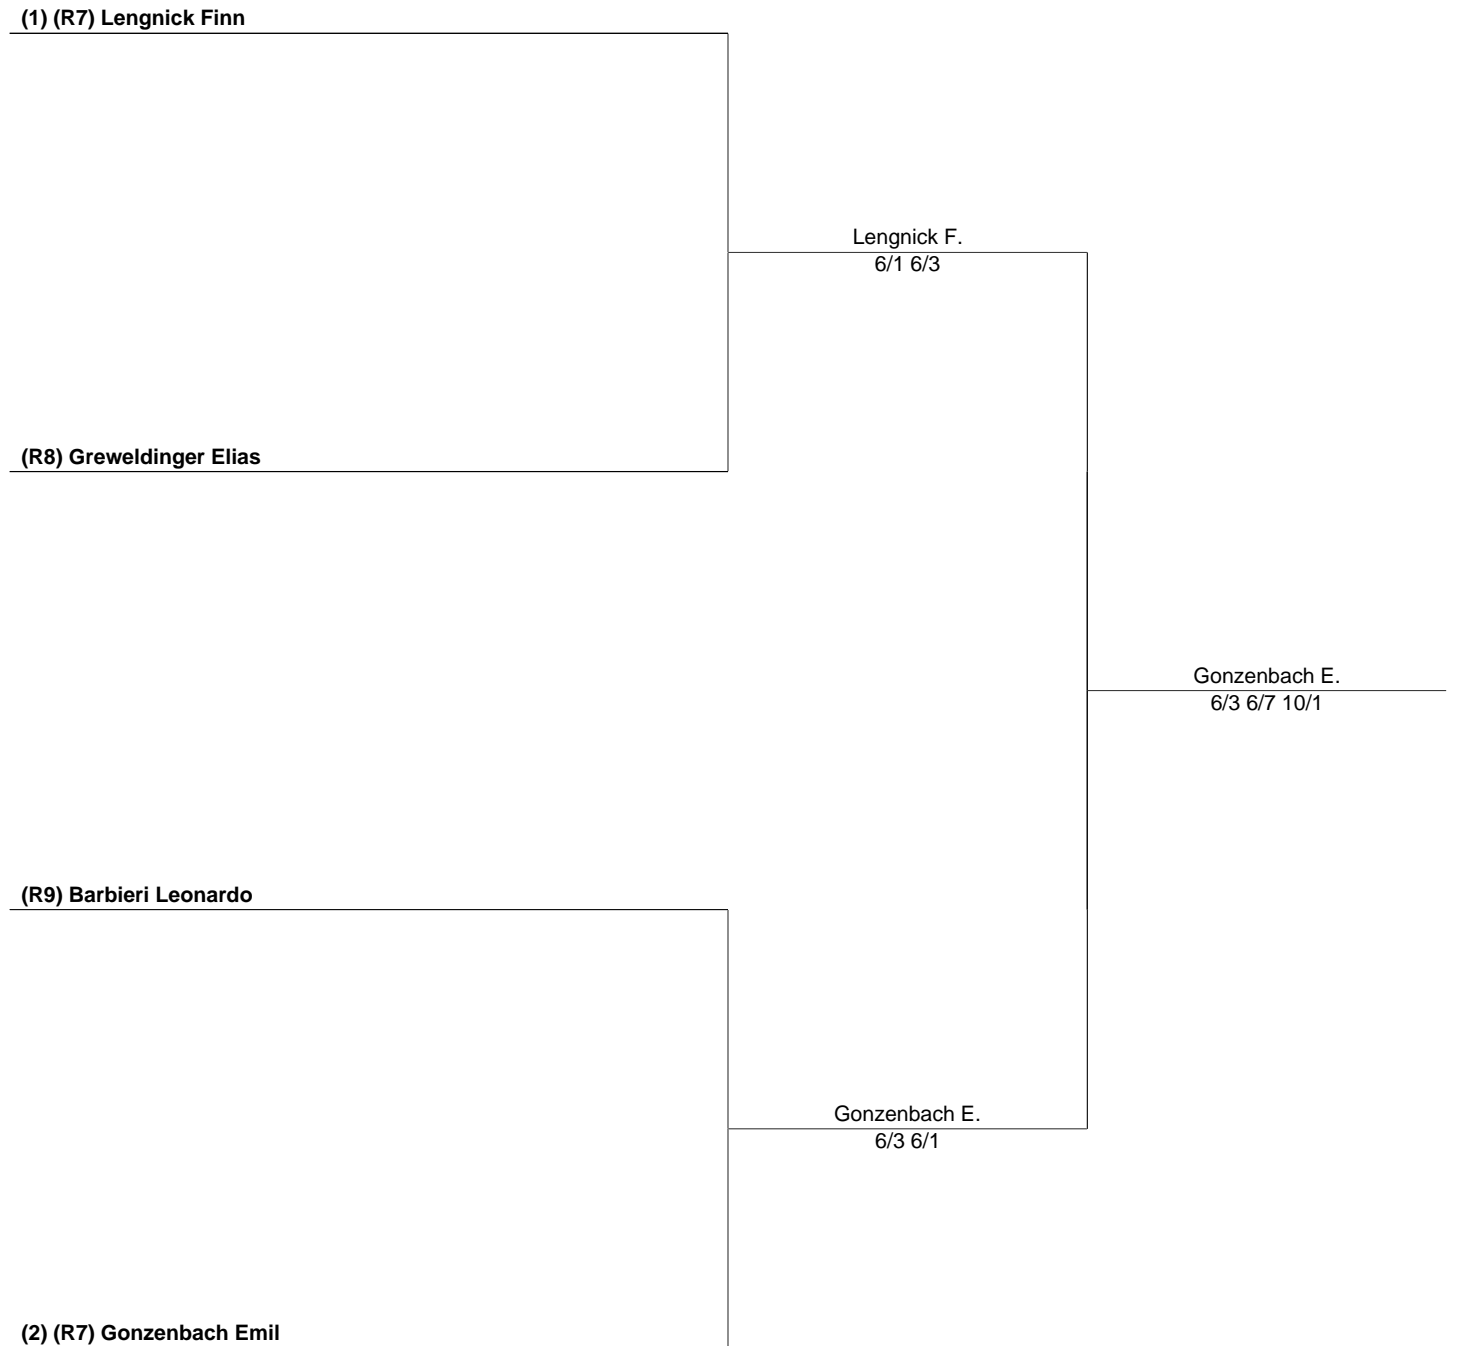 (1) (R7) Lengnick Finn
Lengnick F.
6/1 6/3
(R8) Greweldinger Elias
Gonzenbach E.
6/3 6/7 10/1
(R9) Barbieri Leonardo
Gonzenbach E.
6/3 6/1
(2) (R7) Gonzenbach Emil